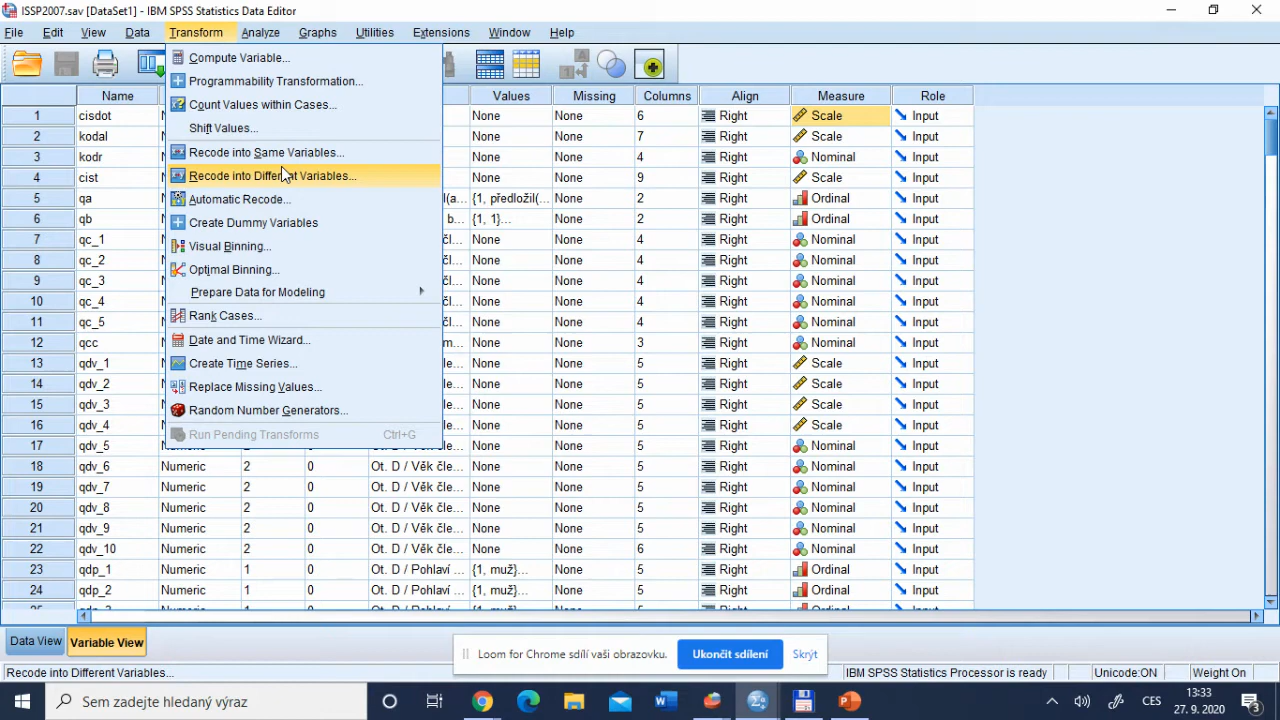 ISSP2007.sav [DataSet1] - IBM SPSS Statistics Data Editor
File Edit View Data Transform Analyze Graphs Utilities Extensions Window Help
Compute Variable...
Programmability Transformation...
Count Values within Cases...
Shift Values...
Recode into Same Variables...
Recode into Different Variables...
Automatic Recode...
Create Dummy Variables
Visual Binning...
Optimal Binning...
Prepare Data for Modeling
Rank Cases...
Date and Time Wizard...
Create Time Series...
Replace Missing Values...
Random Number Generators...
Run Pending Transforms Ctrl+G
Name Values Missing Columns Align Measure Role
1 cisdot None None 6 Right Scale Input
2 kodal None None 7 Right Scale Input
3 kodr None None 4 Right Nominal Input
4 cist None None 9 Right Scale Input
5 qa {1, předložil(... None 2 Right Ordinal Input
6 qb {1, 1}... None 2 Right Ordinal Input
7 qc_1 None None 4 Right Nominal Input
8 qc_2 None None 4 Right Nominal Input
9 qc_3 None None 4 Right Nominal Input
10 qc_4 None None 4 Right Nominal Input
11 qc_5 None None 4 Right Nominal Input
12 qcc None None 3 Right Nominal Input
13 qdv_1 None None 5 Right Scale Input
14 qdv_2 None None 5 Right Scale Input
15 qdv_3 None None 5 Right Scale Input
16 qdv_4 None None 5 Right Scale Input
17 qdv_5 None None 5 Right Nominal Input
18 qdv_6 Numeric 2 0 Ot. D / Věk čle... None None 5 Right Nominal Input
19 qdv_7 Numeric 2 0 Ot. D / Věk čle... None None 5 Right Nominal Input
20 qdv_8 Numeric 2 0 Ot. D / Věk čle... None None 5 Right Nominal Input
21 qdv_9 Numeric 2 0 Ot. D / Věk čle... None None 5 Right Nominal Input
22 qdv_10 Numeric 2 0 Ot. D / Věk čle... None None 6 Right Nominal Input
23 qdp_1 Numeric 1 0 Ot. D / Pohlaví ... {1, muž}... None 5 Right Ordinal Input
24 qdp_2 Numeric 1 0 Ot. D / Pohlaví ... {1, muž}... None 5 Right Ordinal Input
Data View Variable View
Loom for Chrome sdílí vaši obrazovku. Ukončit sdílení Skrýt
Recode into Different Variables... IBM SPSS Statistics Processor is ready Unicode:ON Weight On
Sem zadejte hledaný výraz CES 13:33
27. 9. 2020 3